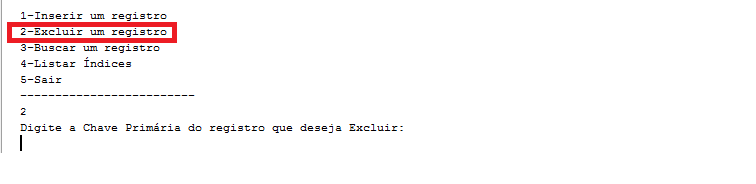 1-Inserir um registro
2-Excluir um registro
3-Buscar um registro
4-Listar Índices
5-Sair
-------------------------
2
Digite a Chave Primária do registro que deseja Excluir: